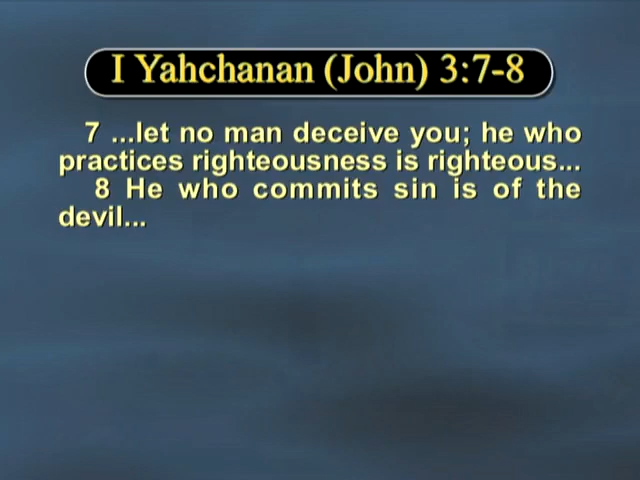 I Yahchanan (John) 3:7-8
7 ...let no man deceive you; he who
practices righteousness is righteous...
8 He who commits sin is of the
devil...